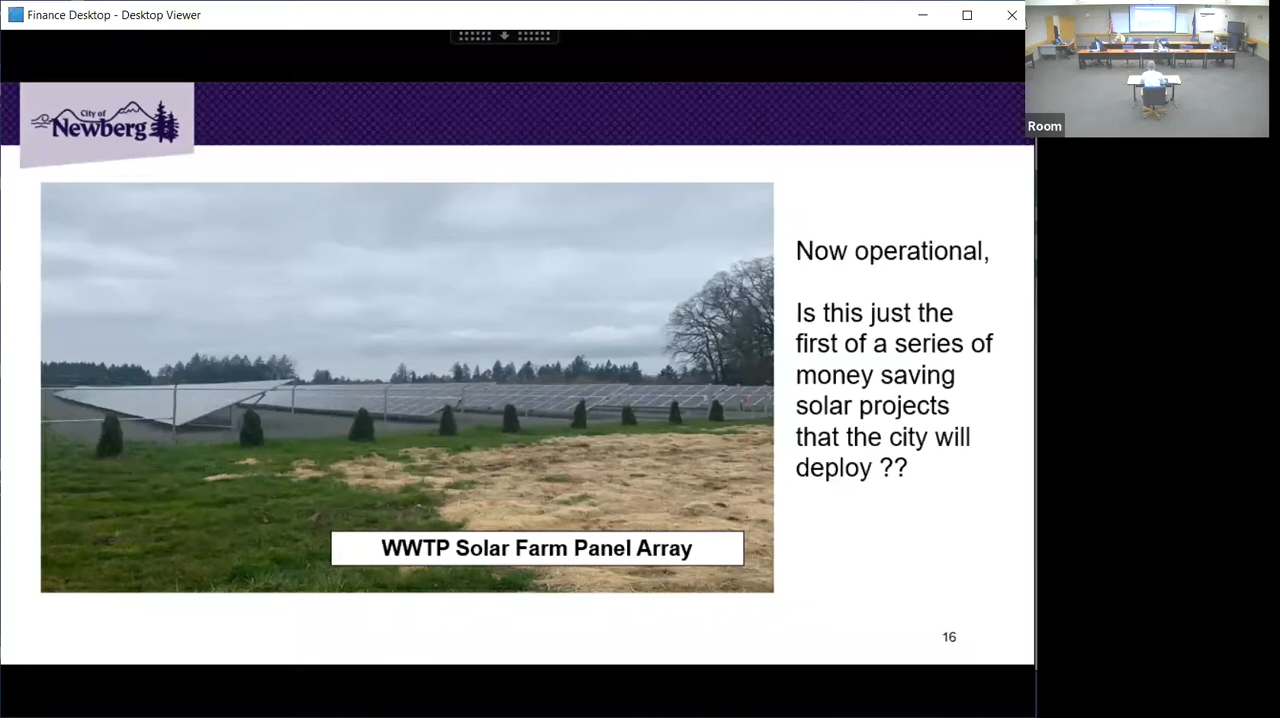 Finance Desktop - Desktop Viewer
Room
City of
Newberg
Now operational,
Is this just the
first of a series of
money saving
solar projects
that the city will
deploy ??
WWTP Solar Farm Panel Array
16